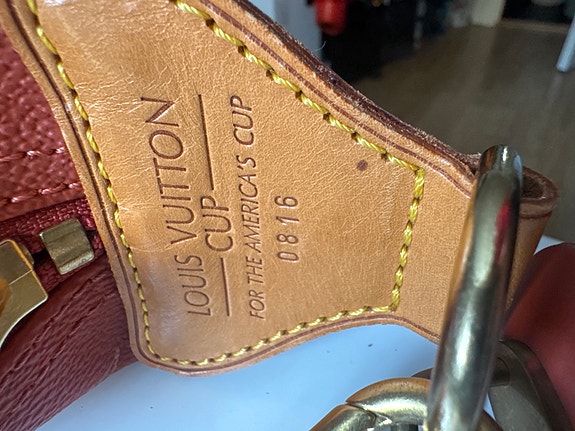 LOUIS VUITTON
CUP
FOR THE AMERICA'S CUP
0816